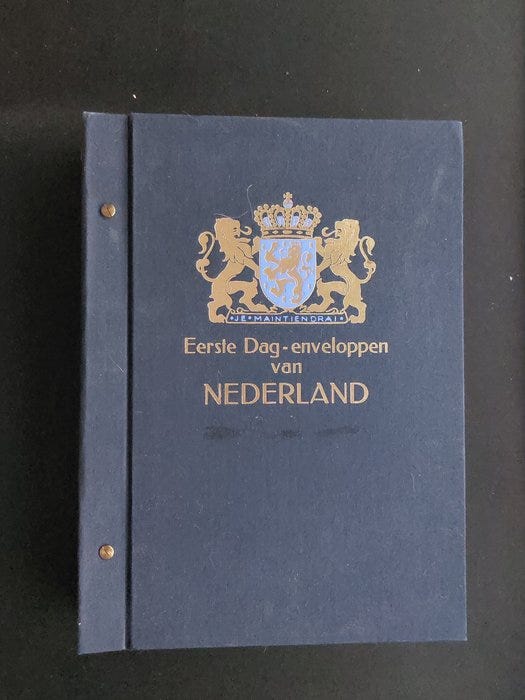 *JE*MAINTIENDRAI*
Eerste Dag-enveloppen
van
NEDERLAND